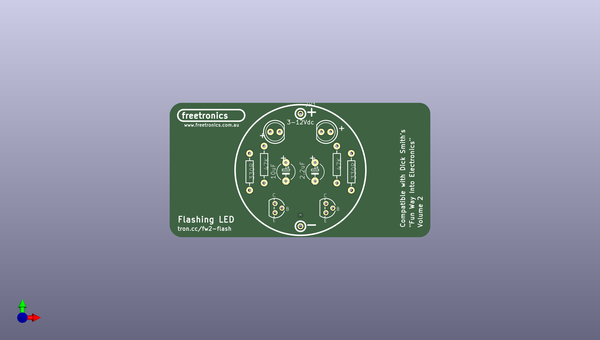 freetronics
www.freetronics.com.au
+
3-12Vdc
+
+
Flashing LED
tron.cc/fw2-flash
Compatible with Dick Smith's
"Fun Way Into Electronics"
Volume 2